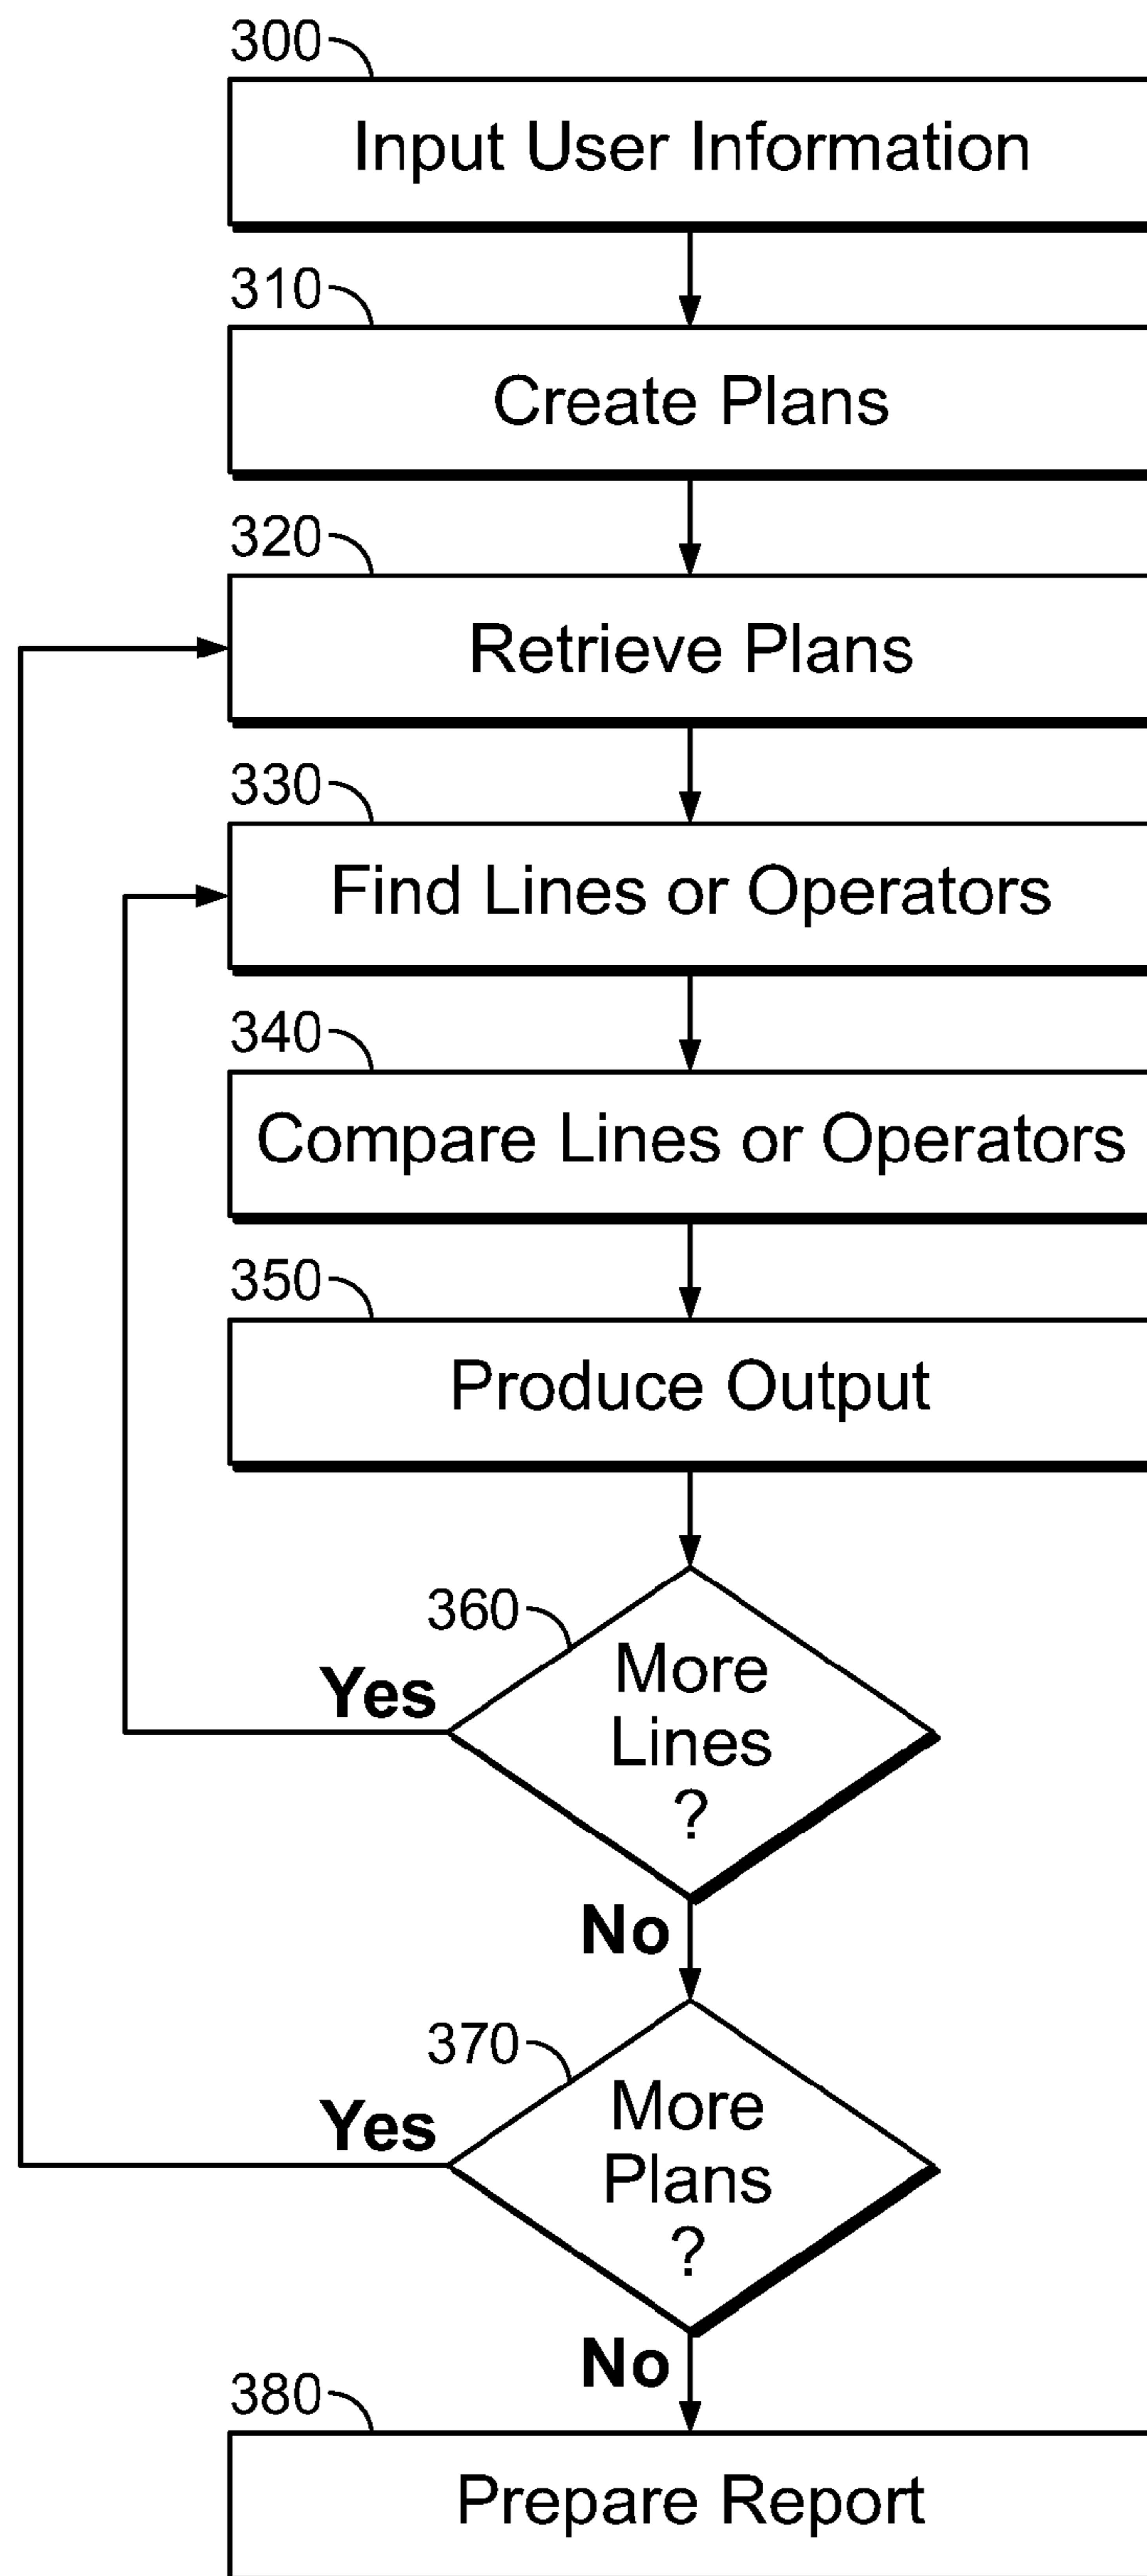 300
Input User Information
310
Create Plans
320
Retrieve Plans
330
Find Lines or Operators
340
Compare Lines or Operators
350
Produce Output
360
More
Lines
?
Yes
No
370
More
Plans
?
Yes
No
380
Prepare Report